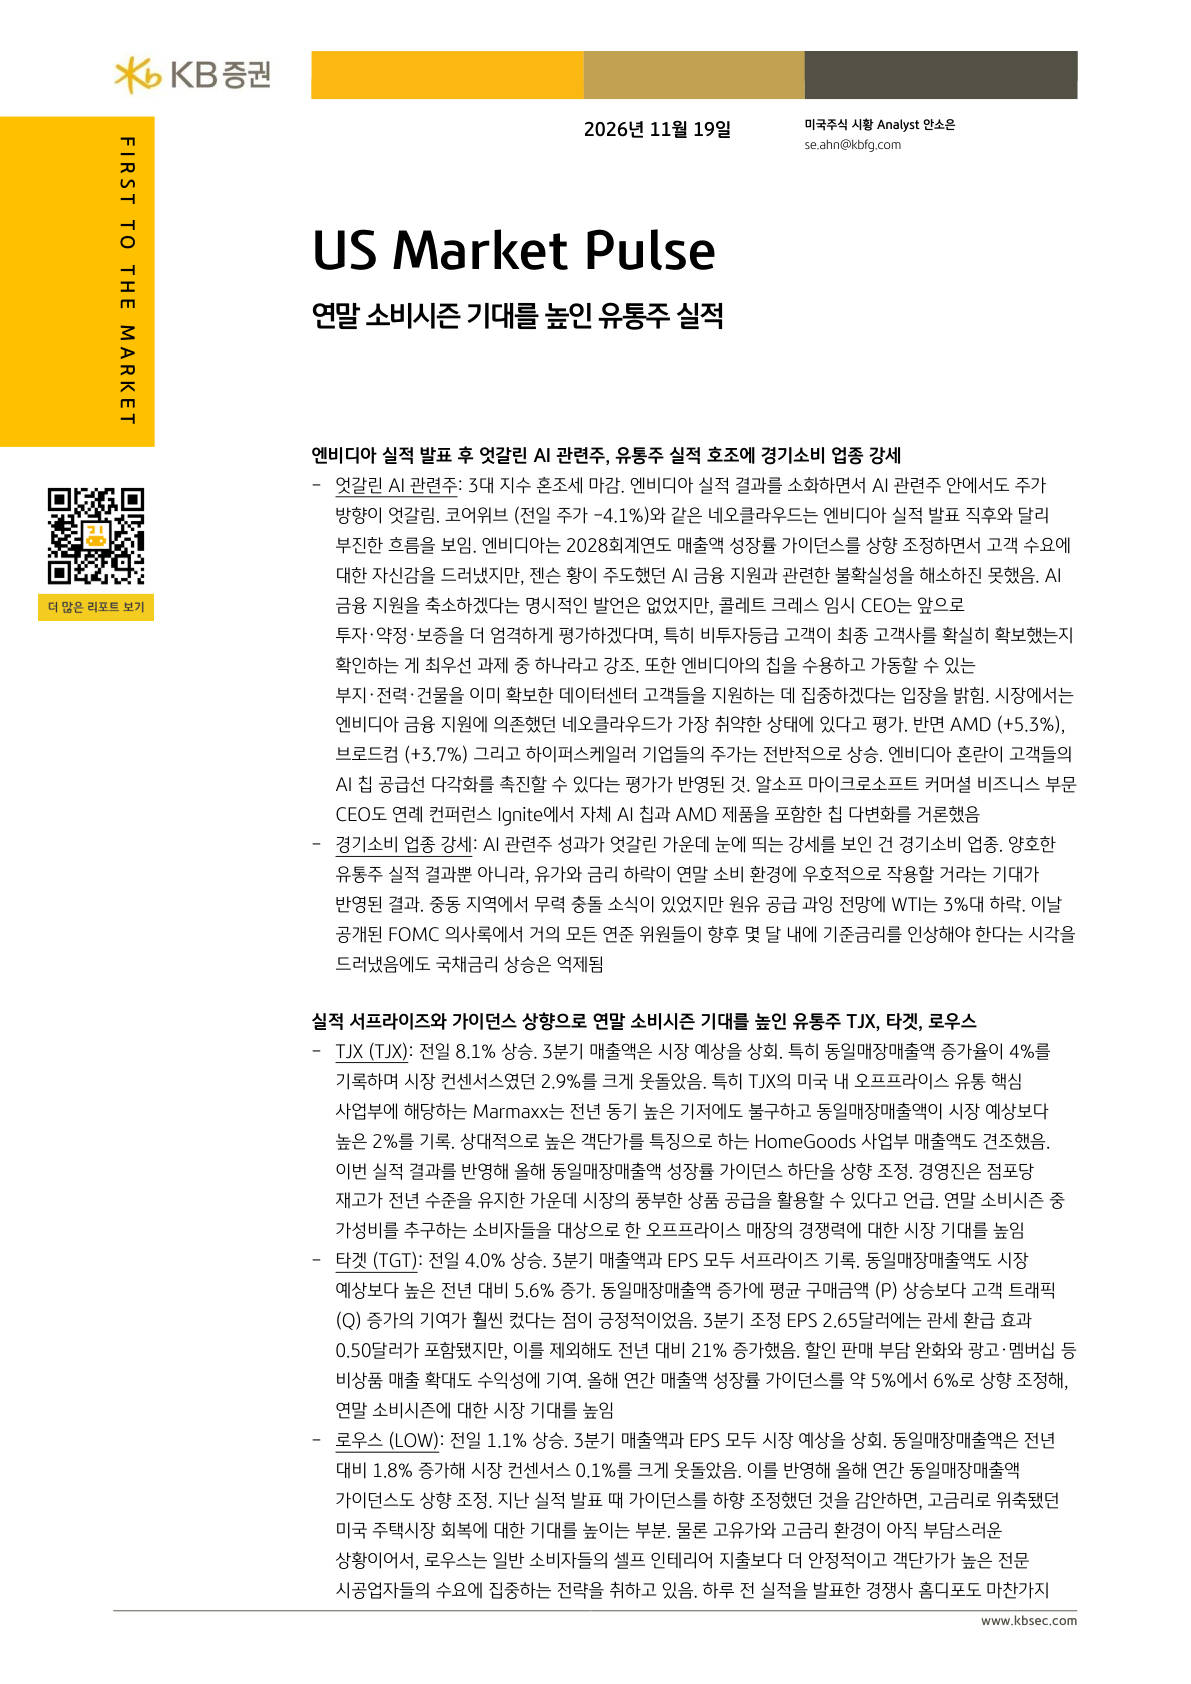 KB증권
2026년 11월 19일
미국주식 시황 Analyst 안소은
se.ahn@kbfg.com
FIRST TO THE MARKET
US Market Pulse
연말 소비시즌 기대를 높인 유통주 실적
더 많은 리포트 보기
엔비디아 실적 발표 후 엇갈린 AI 관련주, 유통주 실적 호조에 경기소비 업종 강세
– 엇갈린 AI 관련주: 3대 지수 혼조세 마감. 엔비디아 실적 결과를 소화하면서 AI 관련주 안에서도 주가
방향이 엇갈림. 코어위브 (전일 주가 –4.1%)와 같은 네오클라우드는 엔비디아 실적 발표 직후와 달리
부진한 흐름을 보임. 엔비디아는 2028회계연도 매출액 성장률 가이던스를 상향 조정하면서 고객 수요에
대한 자신감을 드러냈지만, 젠슨 황이 주도했던 AI 금융 지원과 관련한 불확실성을 해소하진 못했음. AI
금융 지원을 축소하겠다는 명시적인 발언은 없었지만, 콜레트 크레스 임시 CEO는 앞으로
투자·약정·보증을 더 엄격하게 평가하겠다며, 특히 비투자등급 고객이 최종 고객사를 확실히 확보했는지
확인하는 게 최우선 과제 중 하나라고 강조. 또한 엔비디아의 칩을 수용하고 가동할 수 있는
부지·전력·건물을 이미 확보한 데이터센터 고객들을 지원하는 데 집중하겠다는 입장을 밝힘. 시장에서는
엔비디아 금융 지원에 의존했던 네오클라우드가 가장 취약한 상태에 있다고 평가. 반면 AMD (+5.3%),
브로드컴 (+3.7%) 그리고 하이퍼스케일러 기업들의 주가는 전반적으로 상승. 엔비디아 혼란이 고객들의
AI 칩 공급선 다각화를 촉진할 수 있다는 평가가 반영된 것. 알소프 마이크로소프트 커머셜 비즈니스 부문
CEO도 연례 컨퍼런스 Ignite에서 자체 AI 칩과 AMD 제품을 포함한 칩 다변화를 거론했음
– 경기소비 업종 강세: AI 관련주 성과가 엇갈린 가운데 눈에 띄는 강세를 보인 건 경기소비 업종. 양호한
유통주 실적 결과뿐 아니라, 유가와 금리 하락이 연말 소비 환경에 우호적으로 작용할 거라는 기대가
반영된 결과. 중동 지역에서 무력 충돌 소식이 있었지만 원유 공급 과잉 전망에 WTI는 3%대 하락. 이날
공개된 FOMC 의사록에서 거의 모든 연준 위원들이 향후 몇 달 내에 기준금리를 인상해야 한다는 시각을
드러냈음에도 국채금리 상승은 억제됨
실적 서프라이즈와 가이던스 상향으로 연말 소비시즌 기대를 높인 유통주 TJX, 타겟, 로우스
– TJX (TJX): 전일 8.1% 상승. 3분기 매출액은 시장 예상을 상회. 특히 동일매장매출액 증가율이 4%를
기록하며 시장 컨센서스였던 2.9%를 크게 웃돌았음. 특히 TJX의 미국 내 오프프라이스 유통 핵심
사업부에 해당하는 Marmaxx는 전년 동기 높은 기저에도 불구하고 동일매장매출액이 시장 예상보다
높은 2%를 기록. 상대적으로 높은 객단가를 특징으로 하는 HomeGoods 사업부 매출액도 견조했음.
이번 실적 결과를 반영해 올해 동일매장매출액 성장률 가이던스 하단을 상향 조정. 경영진은 점포당
재고가 전년 수준을 유지한 가운데 시장의 풍부한 상품 공급을 활용할 수 있다고 언급. 연말 소비시즌 중
가성비를 추구하는 소비자들을 대상으로 한 오프프라이스 매장의 경쟁력에 대한 시장 기대를 높임
– 타겟 (TGT): 전일 4.0% 상승. 3분기 매출액과 EPS 모두 서프라이즈 기록. 동일매장매출액도 시장
예상보다 높은 전년 대비 5.6% 증가. 동일매장매출액 증가에 평균 구매금액 (P) 상승보다 고객 트래픽
(Q) 증가의 기여가 훨씬 컸다는 점이 긍정적이었음. 3분기 조정 EPS 2.65달러에는 관세 환급 효과
0.50달러가 포함됐지만, 이를 제외해도 전년 대비 21% 증가했음. 할인 판매 부담 완화와 광고·멤버십 등
비상품 매출 확대도 수익성에 기여. 올해 연간 매출액 성장률 가이던스를 약 5%에서 6%로 상향 조정해,
연말 소비시즌에 대한 시장 기대를 높임
– 로우스 (LOW): 전일 1.1% 상승. 3분기 매출액과 EPS 모두 시장 예상을 상회. 동일매장매출액은 전년
대비 1.8% 증가해 시장 컨센서스 0.1%를 크게 웃돌았음. 이를 반영해 올해 연간 동일매장매출액
가이던스도 상향 조정. 지난 실적 발표 때 가이던스를 하향 조정했던 것을 감안하면, 고금리로 위축됐던
미국 주택시장 회복에 대한 기대를 높이는 부분. 물론 고유가와 고금리 환경이 아직 부담스러운
상황이어서, 로우스는 일반 소비자들의 셀프 인테리어 지출보다 더 안정적이고 객단가가 높은 전문
시공업자들의 수요에 집중하는 전략을 취하고 있음. 하루 전 실적을 발표한 경쟁사 홈디포도 마찬가지
www.kbsec.com